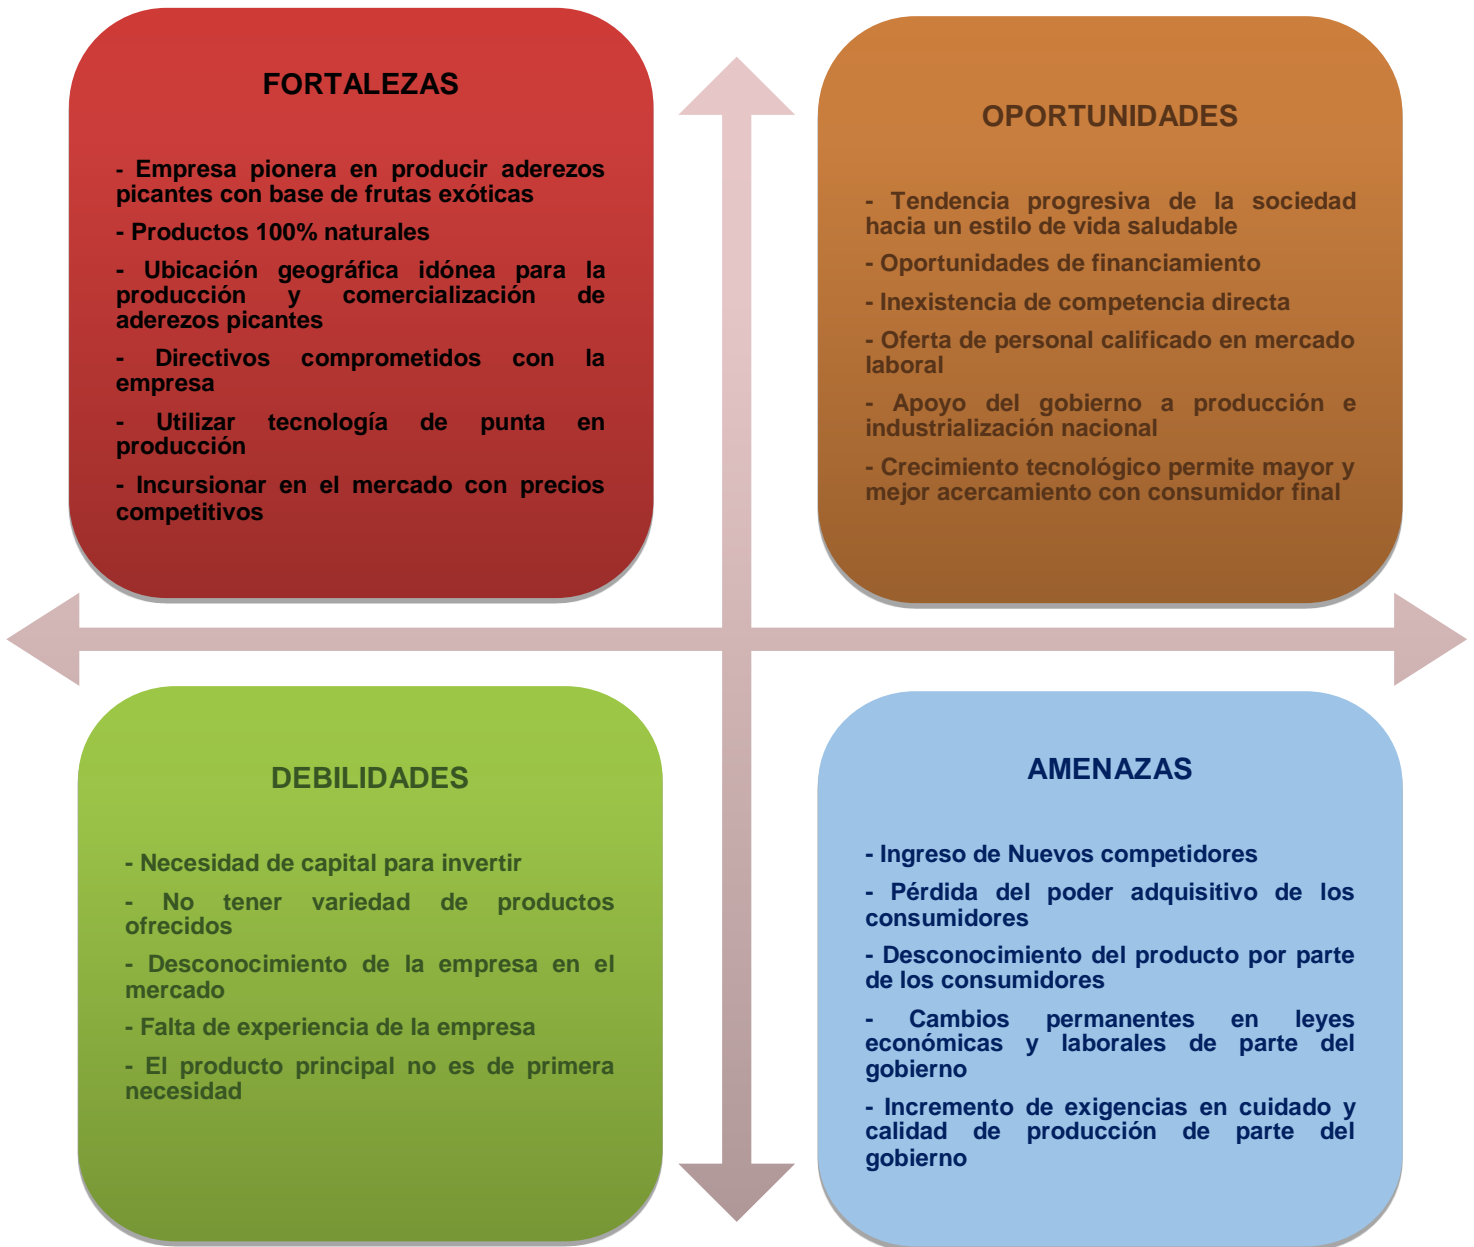 FORTALEZAS
- Empresa pionera en producir aderezos
picantes con base de frutas exóticas
- Productos 100% naturales
- Ubicación geográfica idónea para la
producción y comercialización de
aderezos picantes
- Directivos comprometidos con la
empresa
- Utilizar tecnología de punta en
producción
- Incursionar en el mercado con precios
competitivos
OPORTUNIDADES
- Tendencia progresiva de la sociedad
hacia un estilo de vida saludable
- Oportunidades de financiamiento
- Inexistencia de competencia directa
- Oferta de personal calificado en mercado
laboral
- Apoyo del gobierno a producción e
industrialización nacional
- Crecimiento tecnológico permite mayor y
mejor acercamiento con consumidor final
DEBILIDADES
- Necesidad de capital para invertir
- No tener variedad de productos
ofrecidos
- Desconocimiento de la empresa en el
mercado
- Falta de experiencia de la empresa
- El producto principal no es de primera
necesidad
AMENAZAS
- Ingreso de Nuevos competidores
- Pérdida del poder adquisitivo de los
consumidores
- Desconocimiento del producto por parte
de los consumidores
- Cambios permanentes en leyes
económicas y laborales de parte del
gobierno
- Incremento de exigencias en cuidado y
calidad de producción de parte del
gobierno